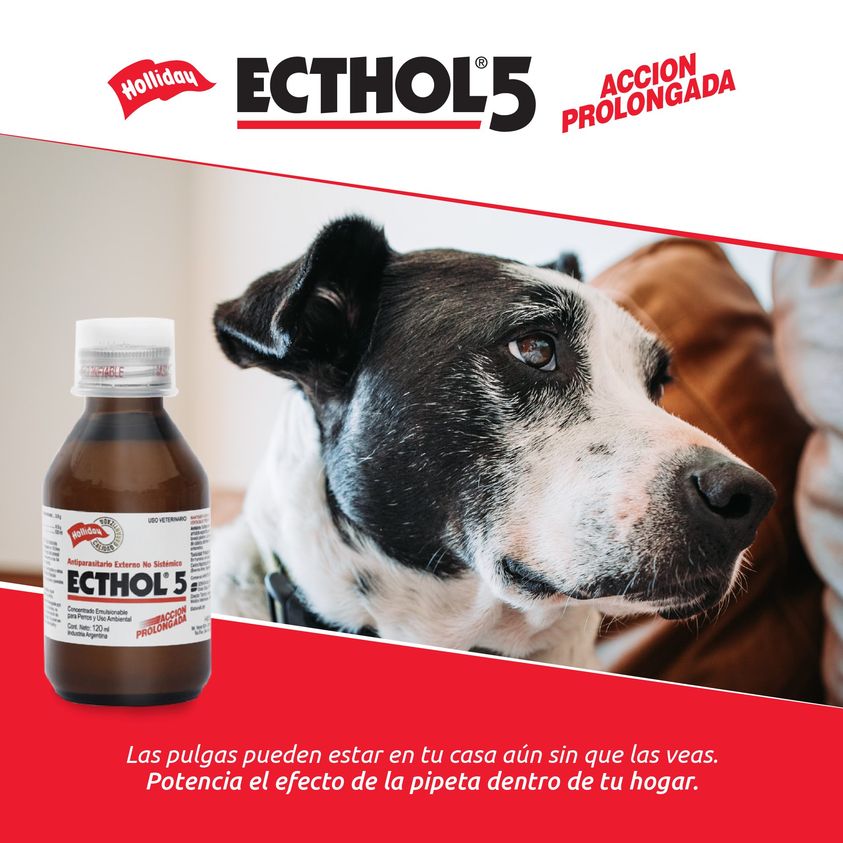 Holliday
ECTHOL®5
ACCION
PROLONGADA
USO VETERINARIO
Holliday
Antiparasitario Externo No Sistémico
ECTHOL® 5
Concentrado Emulsionable
para Perros y Uso Ambiental
Cont. Neto: 120 ml
Industria Argentina
ACCION
PROLONGADA
Las pulgas pueden estar en tu casa aún sin que las veas.
Potencia el efecto de la pipeta dentro de tu hogar.